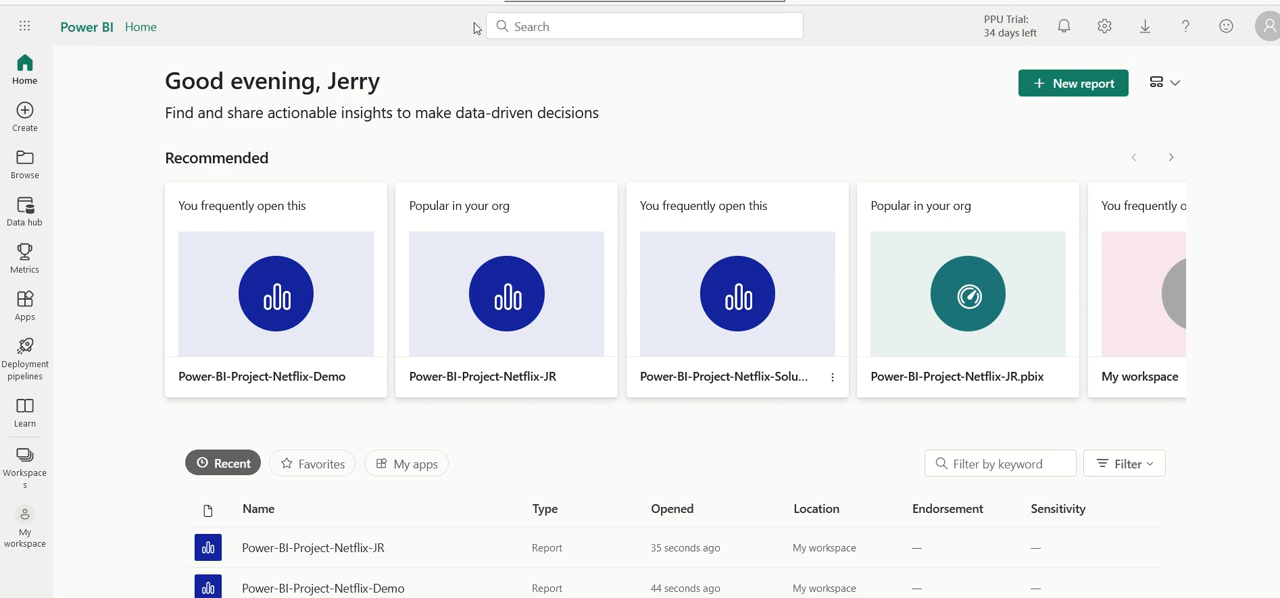 Power BI Home
Search
PPU Trial:
34 days left
Home
Create
Browse
Data hub
Metrics
Apps
Deployment
pipelines
Learn
Workspace
s
My
workspace
Good evening, Jerry
Find and share actionable insights to make data-driven decisions
+ New report
Recommended
You frequently open this
Power-BI-Project-Netflix-Demo
Popular in your org
Power-BI-Project-Netflix-JR
You frequently open this
Power-BI-Project-Netflix-Solu...
Popular in your org
Power-BI-Project-Netflix-JR.pbix
You frequently o
My workspace
Recent Favorites My apps
Filter by keyword Filter
Name Type Opened Location Endorsement Sensitivity
Power-BI-Project-Netflix-JR Report 35 seconds ago My workspace — —
Power-BI-Project-Netflix-Demo Report 44 seconds ago My workspace — —